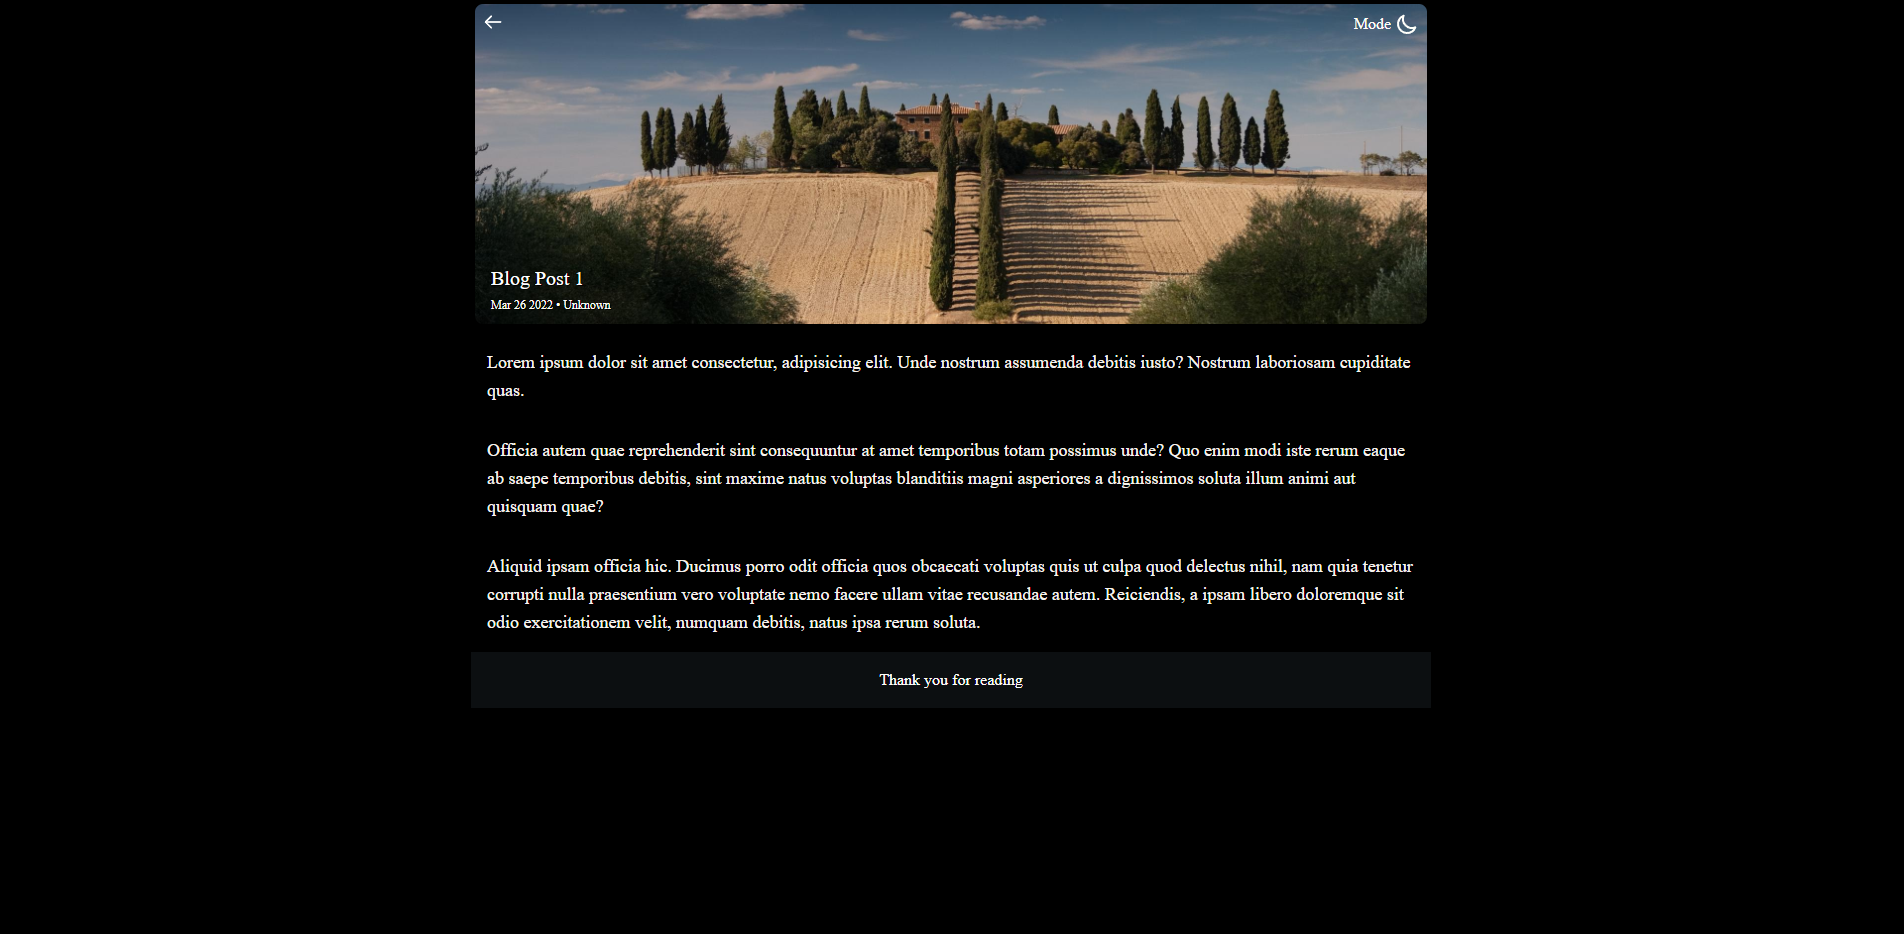 Mode
Blog Post 1
Mar 26 2022 • Unknown
Lorem ipsum dolor sit amet consectetur, adipisicing elit. Unde nostrum assumenda debitis iusto? Nostrum laboriosam cupiditate
quas.
Officia autem quae reprehenderit sint consequuntur at amet temporibus totam possimus unde? Quo enim modi iste rerum eaque
ab saepe temporibus debitis, sint maxime natus voluptas blanditiis magni asperiores a dignissimos soluta illum animi aut
quisquam quae?
Aliquid ipsam officia hic. Ducimus porro odit officia quos obcaecati voluptas quis ut culpa quod delectus nihil, nam quia tenetur
corrupti nulla praesentium vero voluptate nemo facere ullam vitae recusandae autem. Reiciendis, a ipsam libero doloremque sit
odio exercitationem velit, numquam debitis, natus ipsa rerum soluta.
Thank you for reading